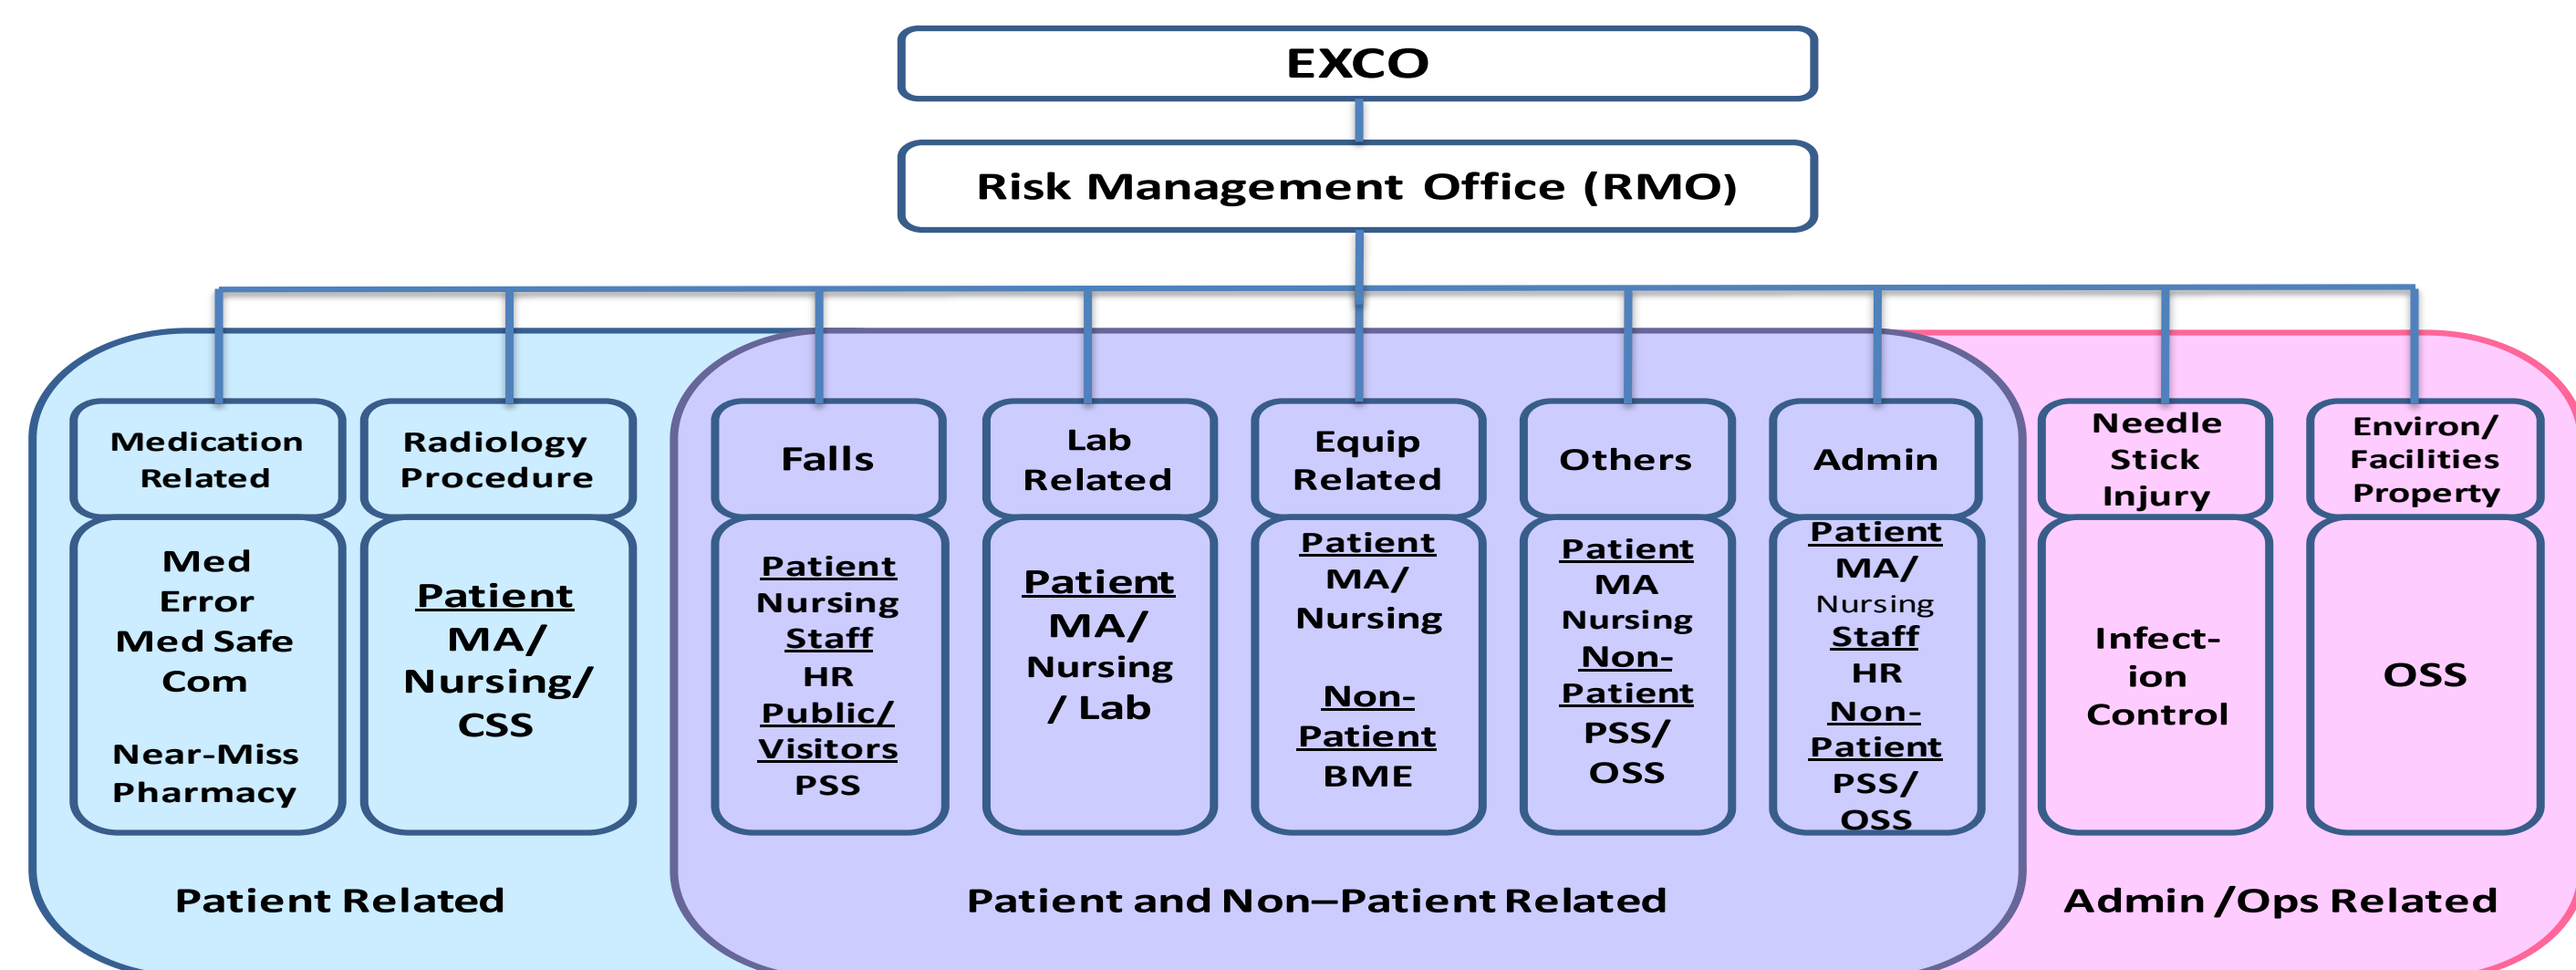 EXCO
Risk Management Office (RMO)
Medication
Related
Radiology
Procedure
Falls
Lab
Related
Equip
Related
Others
Admin
Needle
Stick
Injury
Environ/
Facilities
Property
Med
Error
Med Safe
Com
Near-Miss
Pharmacy
Patient
MA/
Nursing/
CSS
Patient
Nursing
Staff
HR
Public/
Visitors
PSS
Patient
MA/
Nursing
/ Lab
Patient
MA/
Nursing
Non-
Patient
BME
Patient
MA
Nursing
Non-
Patient
PSS/
OSS
Patient
MA/
Nursing
Staff
HR
Non-
Patient
PSS/
OSS
Infect-
ion
Control
OSS
Patient Related
Patient and Non–Patient Related
Admin /Ops Related